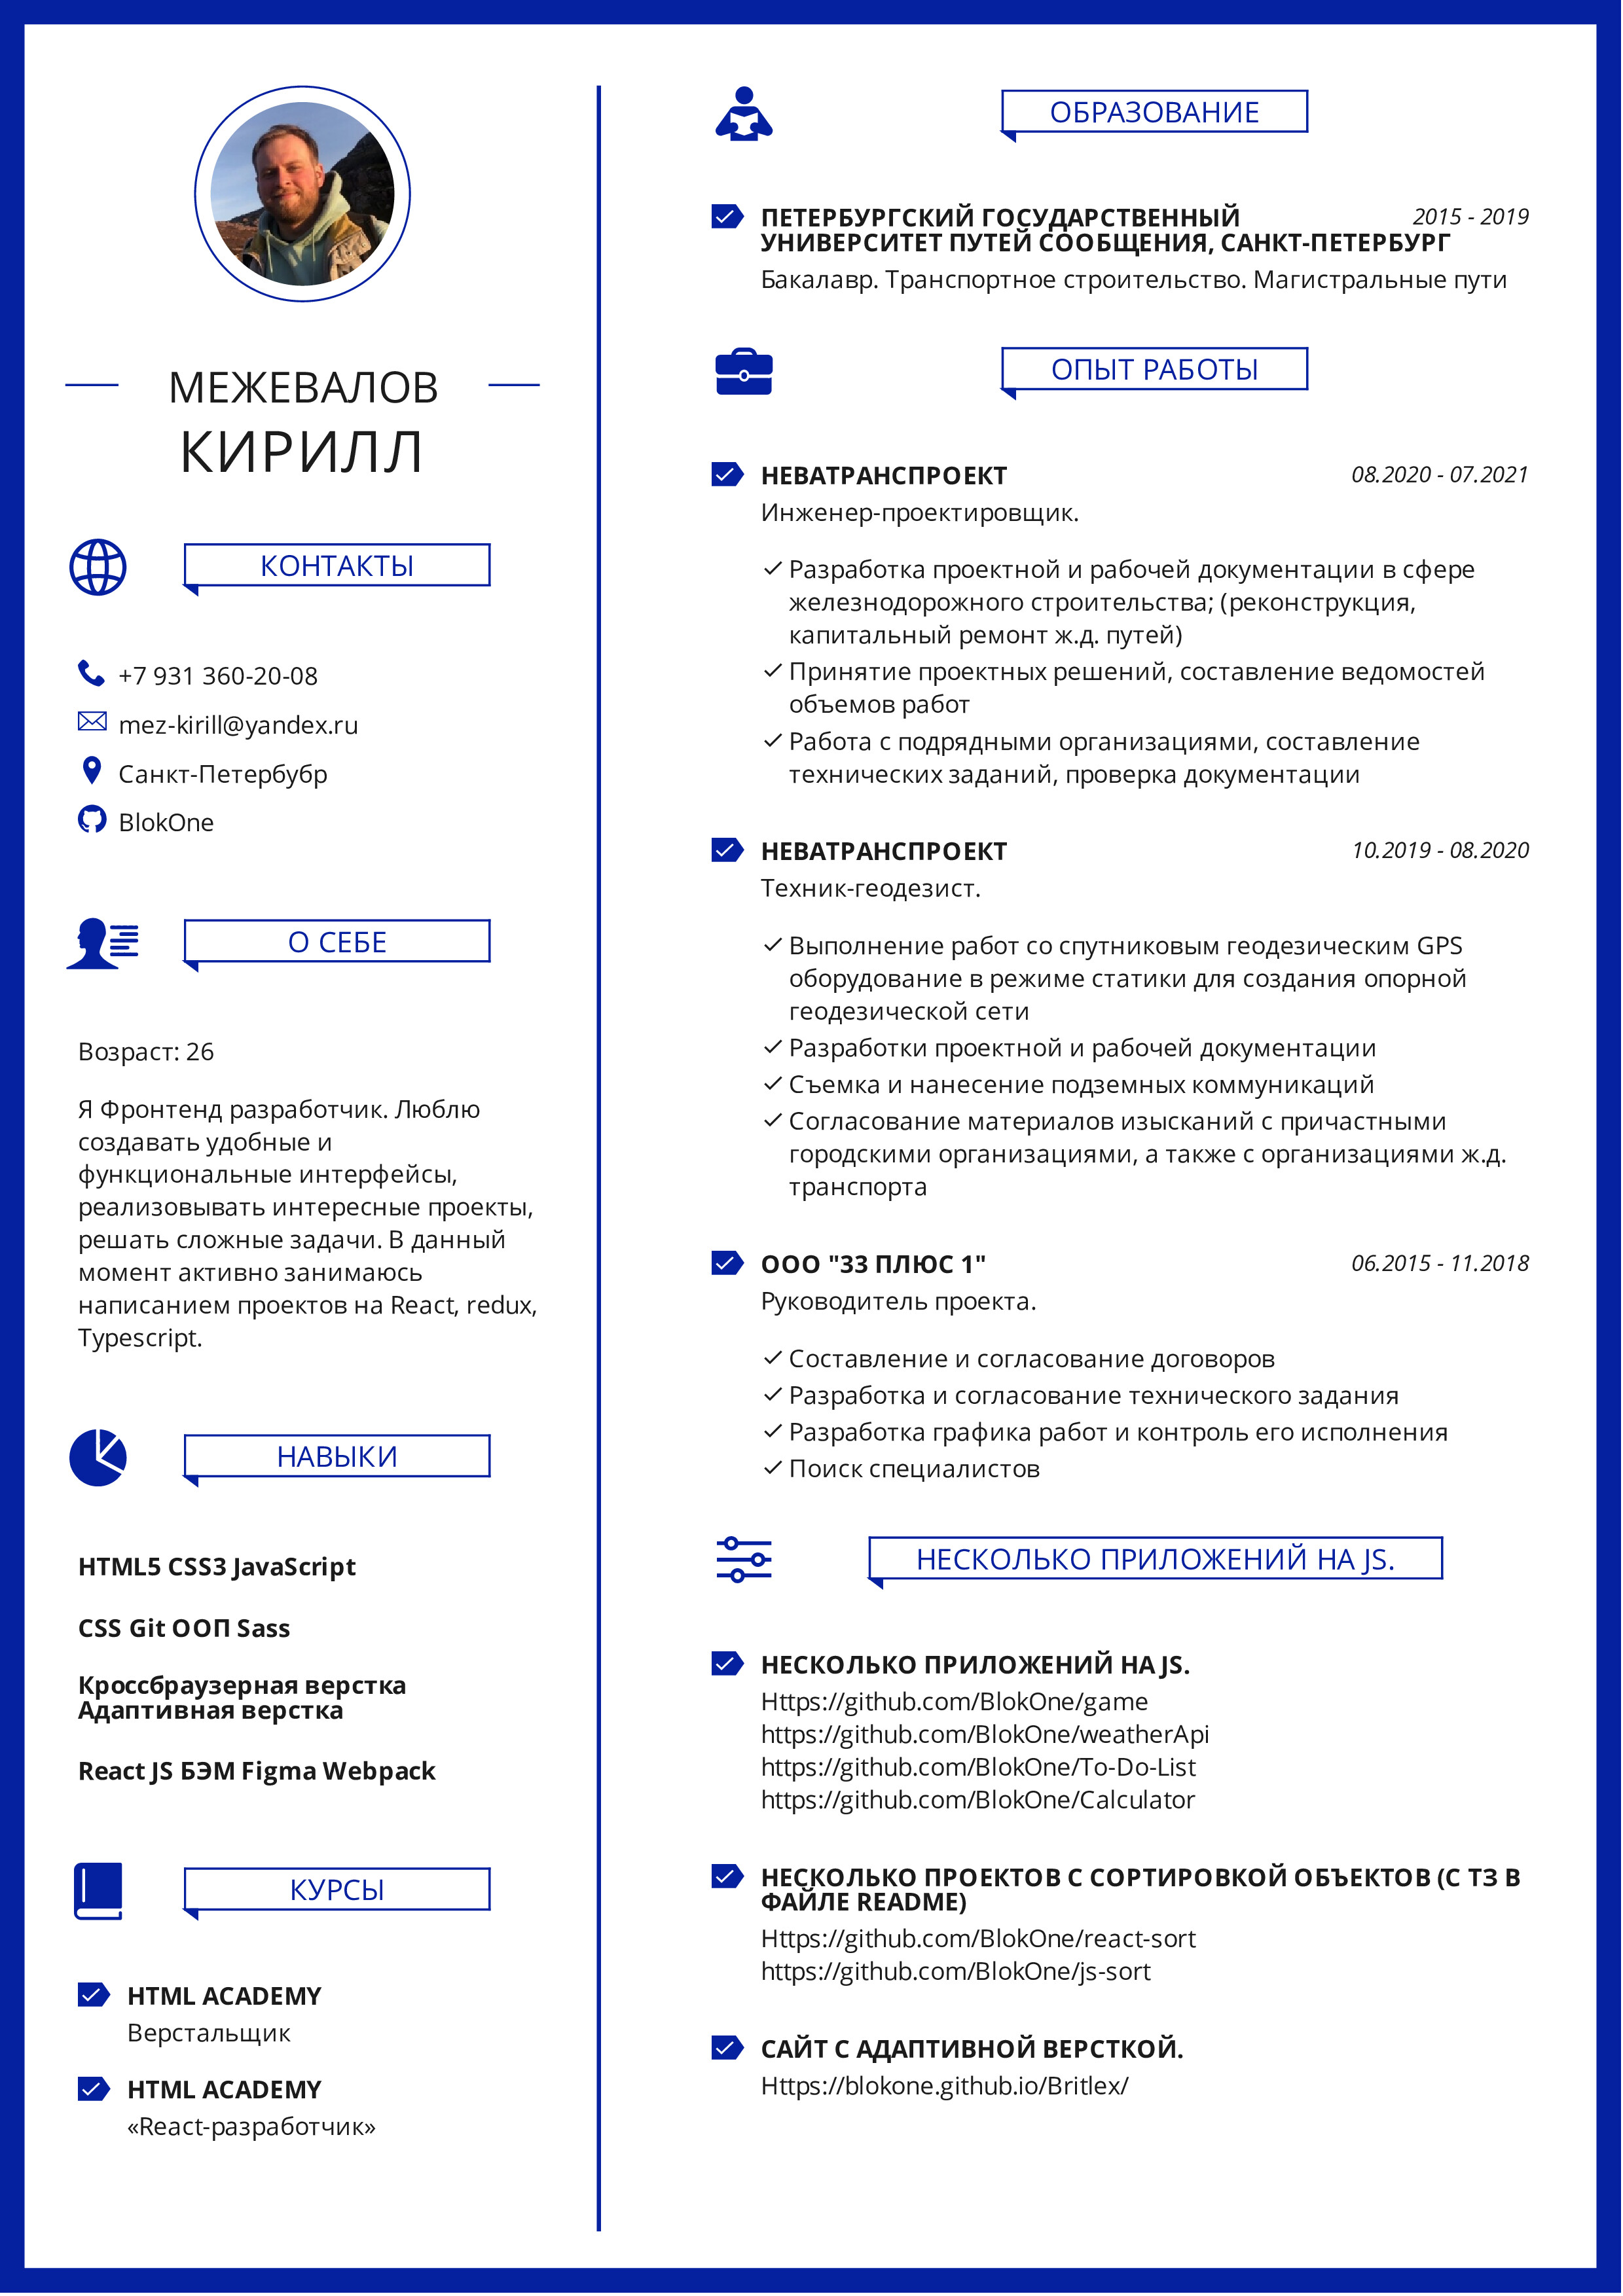 МЕЖЕВАЛОВ
КИРИЛЛ
КОНТАКТЫ
+7 931 360-20-08
mez-kirill@yandex.ru
Санкт-Петербубр
BlokOne
О СЕБЕ
Возраст: 26
Я Фронтенд разработчик. Люблю
создавать удобные и
функциональные интерфейсы,
реализовывать интересные проекты,
решать сложные задачи. В данный
момент активно занимаюсь
написанием проектов на React, redux,
Typescript.
НАВЫКИ
HTML5 CSS3 JavaScript
CSS Git ООП Sass
Кроссбраузерная верстка
Адаптивная верстка
React JS БЭМ Figma Webpack
КУРСЫ
HTML ACADEMY
Верстальщик
HTML ACADEMY
«React-разработчик»
ОБРАЗОВАНИЕ
ПЕТЕРБУРГСКИЙ ГОСУДАРСТВЕННЫЙ 2015 - 2019
УНИВЕРСИТЕТ ПУТЕЙ СООБЩЕНИЯ, САНКТ-ПЕТЕРБУРГ
Бакалавр. Транспортное строительство. Магистральные пути
ОПЫТ РАБОТЫ
НЕВАТРАНСПРОЕКТ 08.2020 - 07.2021
Инженер-проектировщик.
Разработка проектной и рабочей документации в сфере
железнодорожного строительства; (реконструкция,
капитальный ремонт ж.д. путей)
Принятие проектных решений, составление ведомостей
объемов работ
Работа с подрядными организациями, составление
технических заданий, проверка документации
НЕВАТРАНСПРОЕКТ 10.2019 - 08.2020
Техник-геодезист.
Выполнение работ со спутниковым геодезическим GPS
оборудование в режиме статики для создания опорной
геодезической сети
Разработки проектной и рабочей документации
Съемка и нанесение подземных коммуникаций
Согласование материалов изысканий с причастными
городскими организациями, а также с организациями ж.д.
транспорта
ООО "33 ПЛЮС 1" 06.2015 - 11.2018
Руководитель проекта.
Составление и согласование договоров
Разработка и согласование технического задания
Разработка графика работ и контроль его исполнения
Поиск специалистов
НЕСКОЛЬКО ПРИЛОЖЕНИЙ НА JS.
НЕСКОЛЬКО ПРИЛОЖЕНИЙ НА JS.
Https://github.com/BlokOne/game
https://github.com/BlokOne/weatherApi
https://github.com/BlokOne/To-Do-List
https://github.com/BlokOne/Calculator
НЕСКОЛЬКО ПРОЕКТОВ С СОРТИРОВКОЙ ОБЪЕКТОВ (С ТЗ В
ФАЙЛЕ README)
Https://github.com/BlokOne/react-sort
https://github.com/BlokOne/js-sort
САЙТ С АДАПТИВНОЙ ВЕРСТКОЙ.
Https://blokone.github.io/Britlex/